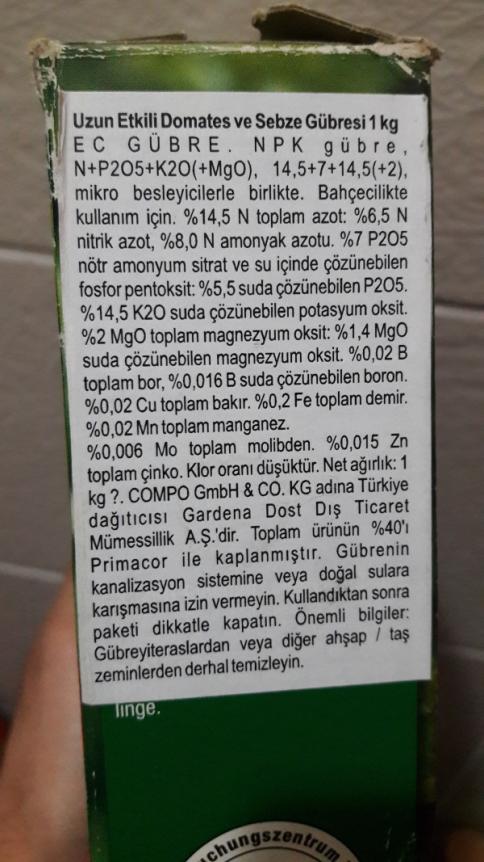 Uzun Etkili Domates ve Sebze Gübresi 1 kg
EC GÜBRE. NPK gübre,
N+P2O5+K2O(+MgO), 14,5+7+14,5(+2),
mikro besleyicilerle birlikte. Bahçecilikte
kullanım için. %14,5 N toplam azot: %6,5 N
nitrik azot, %8,0 N amonyak azotu. %7 P2O5
nötr amonyum sitrat ve su içinde çözünebilen
fosfor pentoksit: %5,5 suda çözünebilen P2O5.
%14,5 K2O suda çözünebilen potasyum oksit.
%2 MgO toplam magnezyum oksit: %1,4 MgO
suda çözünebilen magnezyum oksit. %0,02 B
toplam bor, %0,016 B suda çözünebilen boron.
%0,02 Cu toplam bakır. %0,2 Fe toplam demir.
%0,02 Mn toplam manganez.
%0,006 Mo toplam molibden. %0,015 Zn
toplam çinko. Klor oranı düşüktür. Net ağırlık: 1
kg ?. COMPO GmbH & CO. KG adına Türkiye
dağıtıcısı Gardena Dost Dış Ticaret
Mümessillik A.Ş.'dir. Toplam ürünün %40'ı
Primacor ile kaplanmıştır. Gübrenin
kanalizasyon sistemine veya doğal sulara
karışmasına izin vermeyin. Kullandıktan sonra
paketi dikkatle kapatın. Önemli bilgiler:
Gübreyiteraslardan veya diğer ahşap / taş
zeminlerden derhal temizleyin.
linge.
uchungszentrum